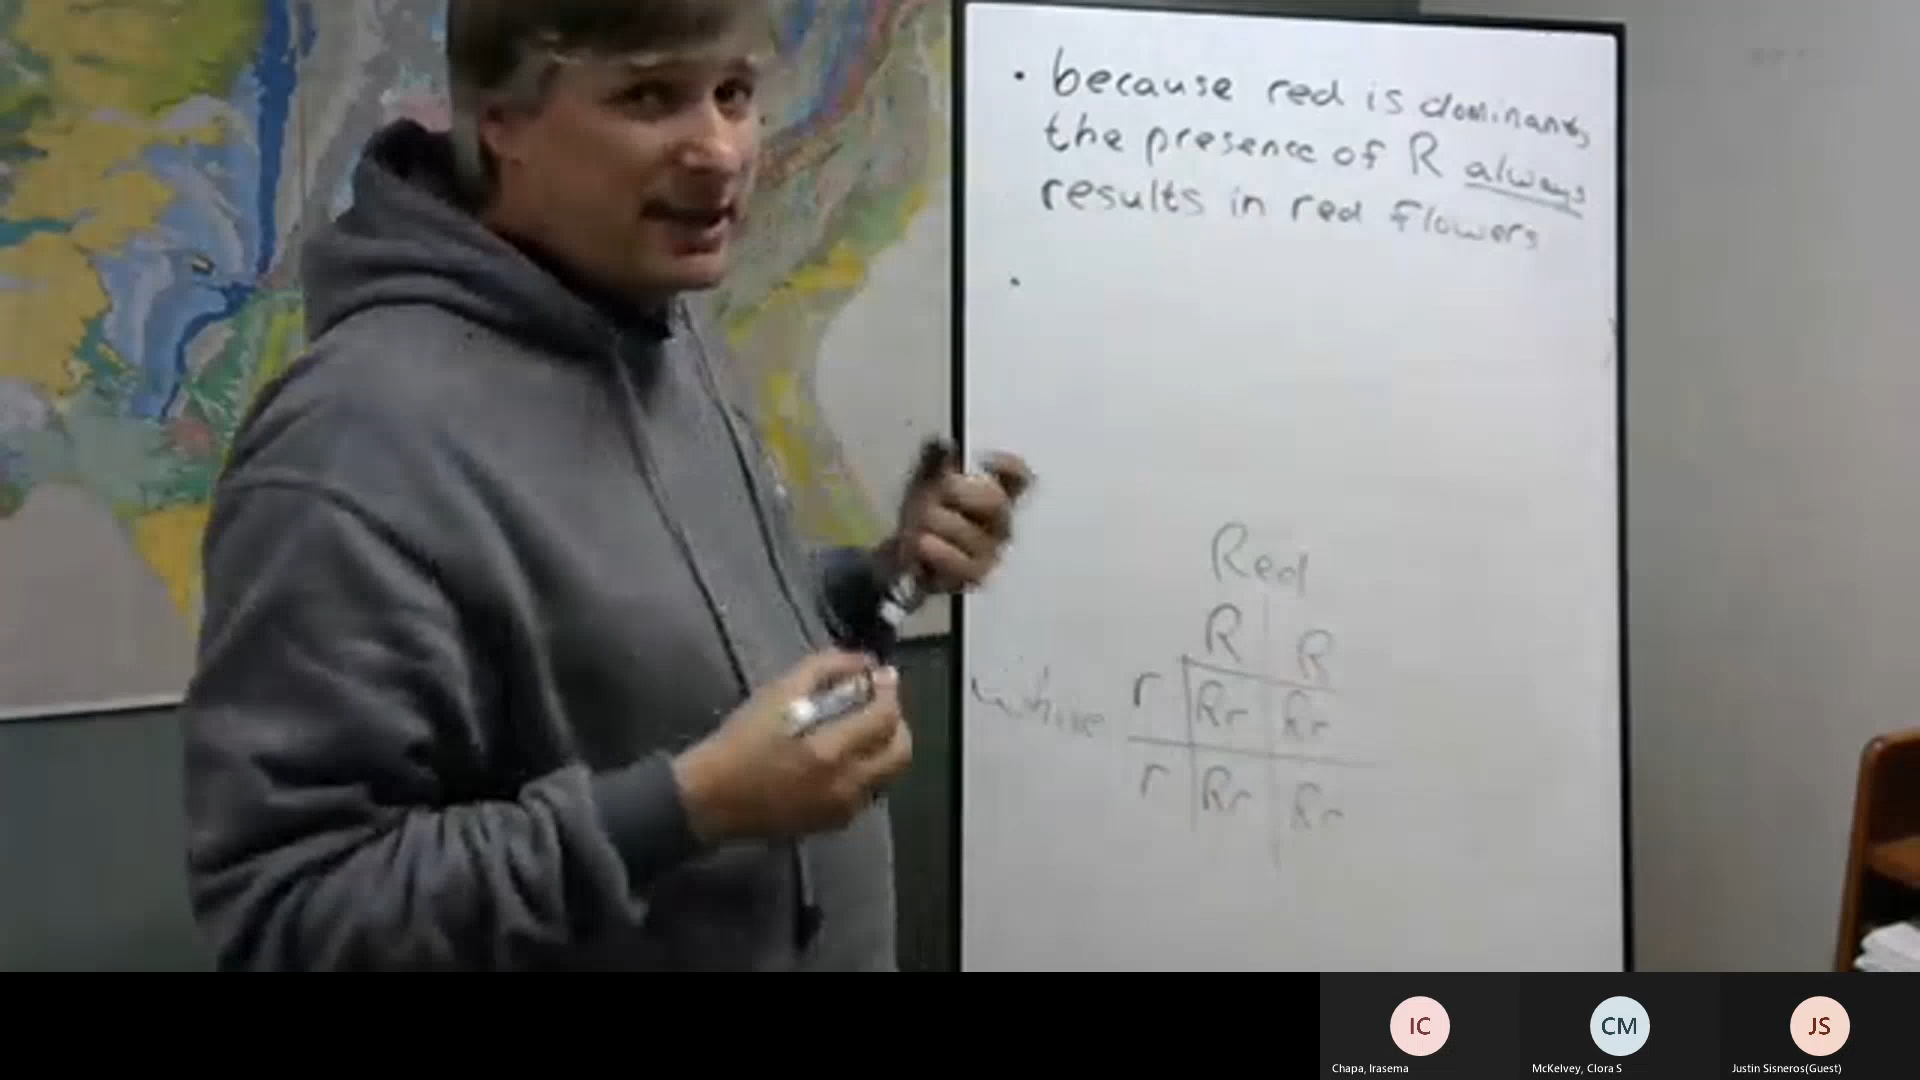 • because red is dominant,
the presence of R always
results in red flowers
•
Red
R R
white r Rr Rr
r Rr Rr
IC CM JS
Chapa, Irasema McKelvey, Clora S Justin Sisneros(Guest)